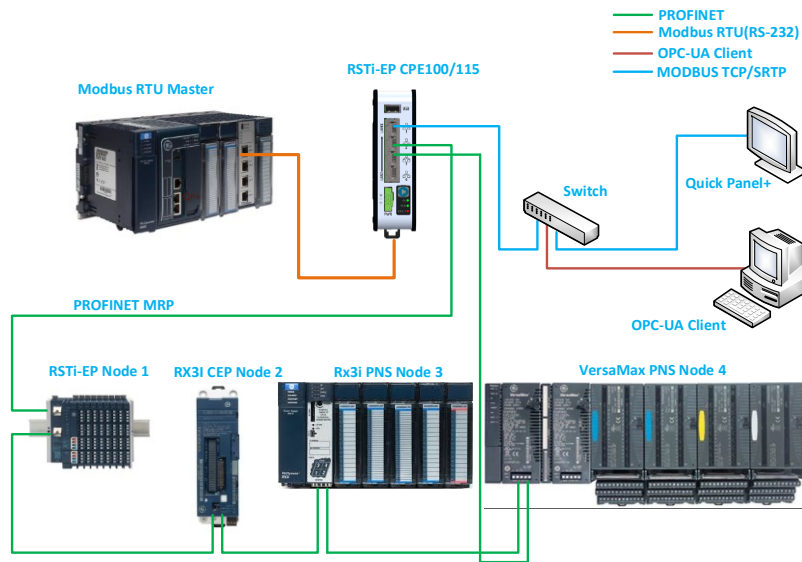 PROFINET
Modbus RTU(RS-232)
OPC-UA Client
MODBUS TCP/SRTP
RSTi-EP CPE100/115
Modbus RTU Master
Switch
Quick Panel+
OPC-UA Client
PROFINET MRP
RSTi-EP Node 1
RX3I CEP Node 2
Rx3i PNS Node 3
VersaMax PNS Node 4